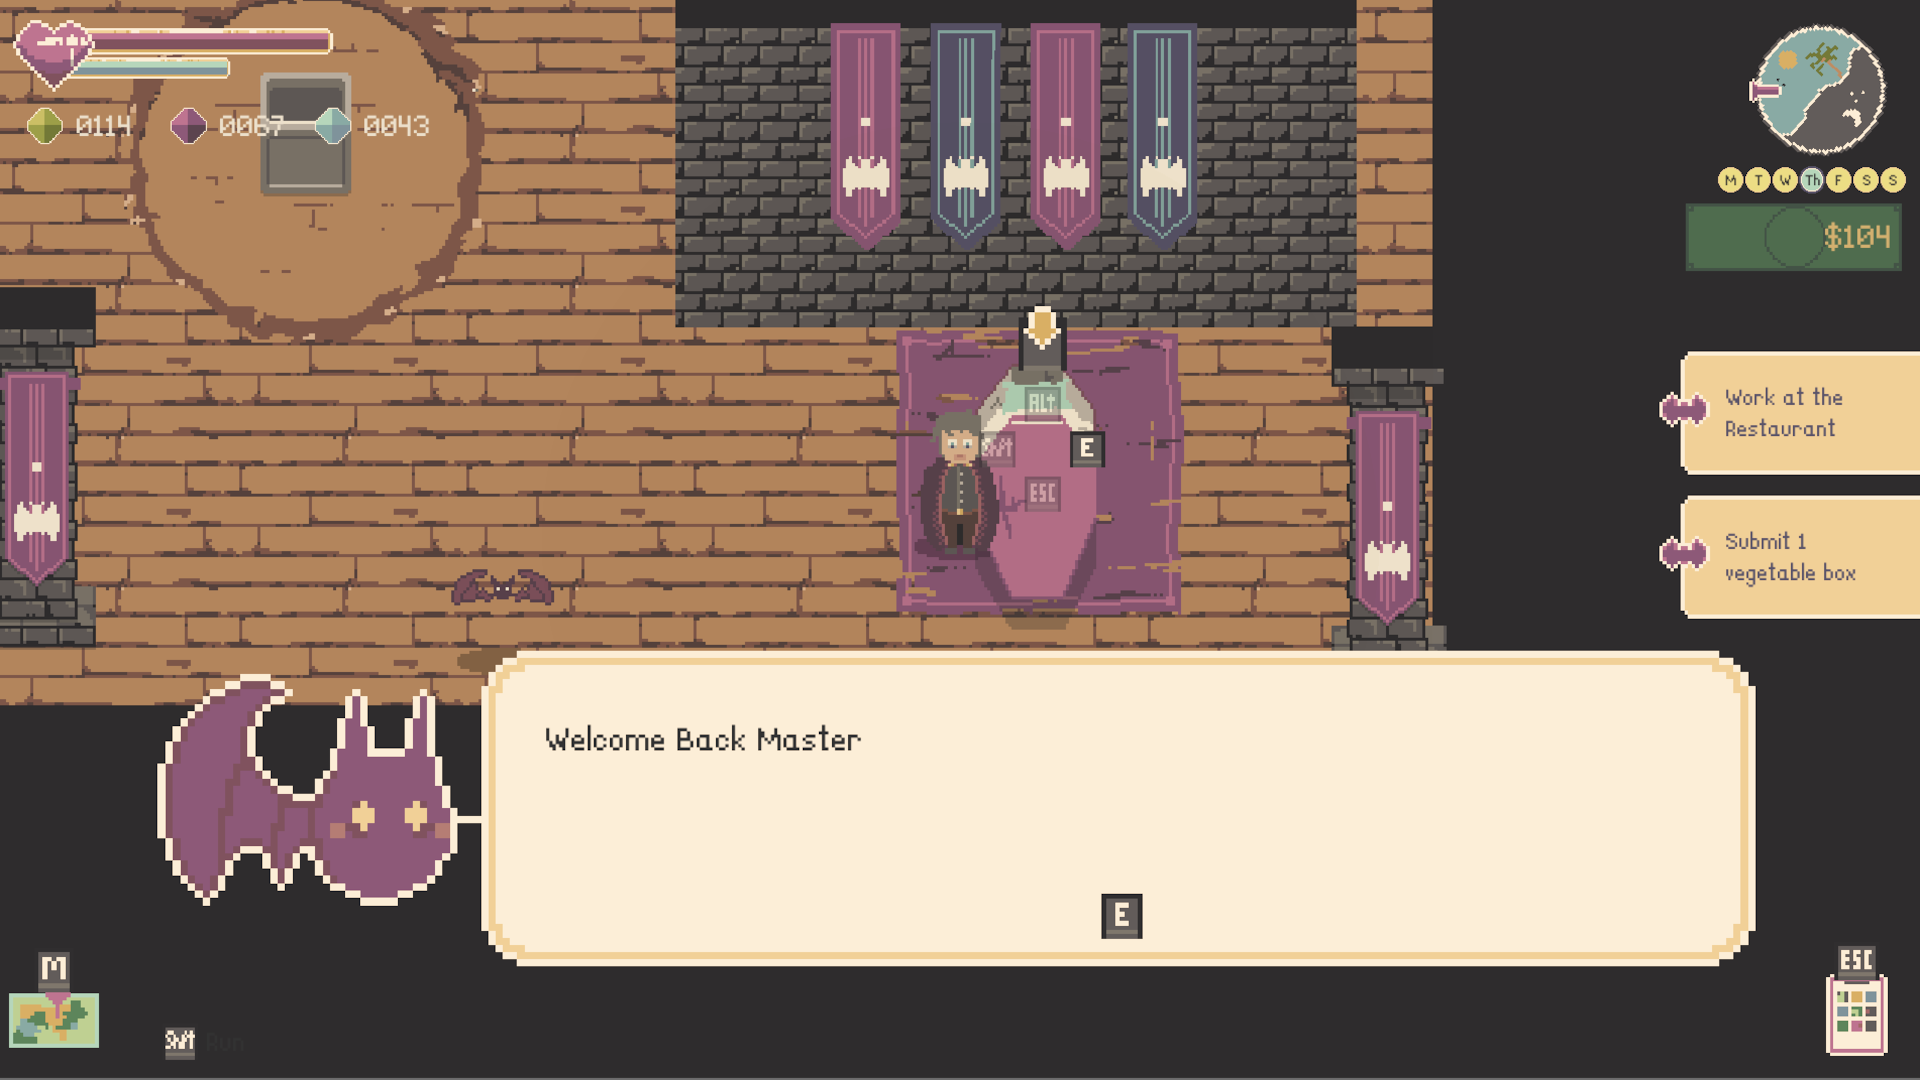 0114 0067 0043
M T W Th F S S
$104
Work at the
Restaurant
Submit 1
vegetable box
ALt
Shft E
ESC
Welcome Back Master
E
M
ESC
Shft Run